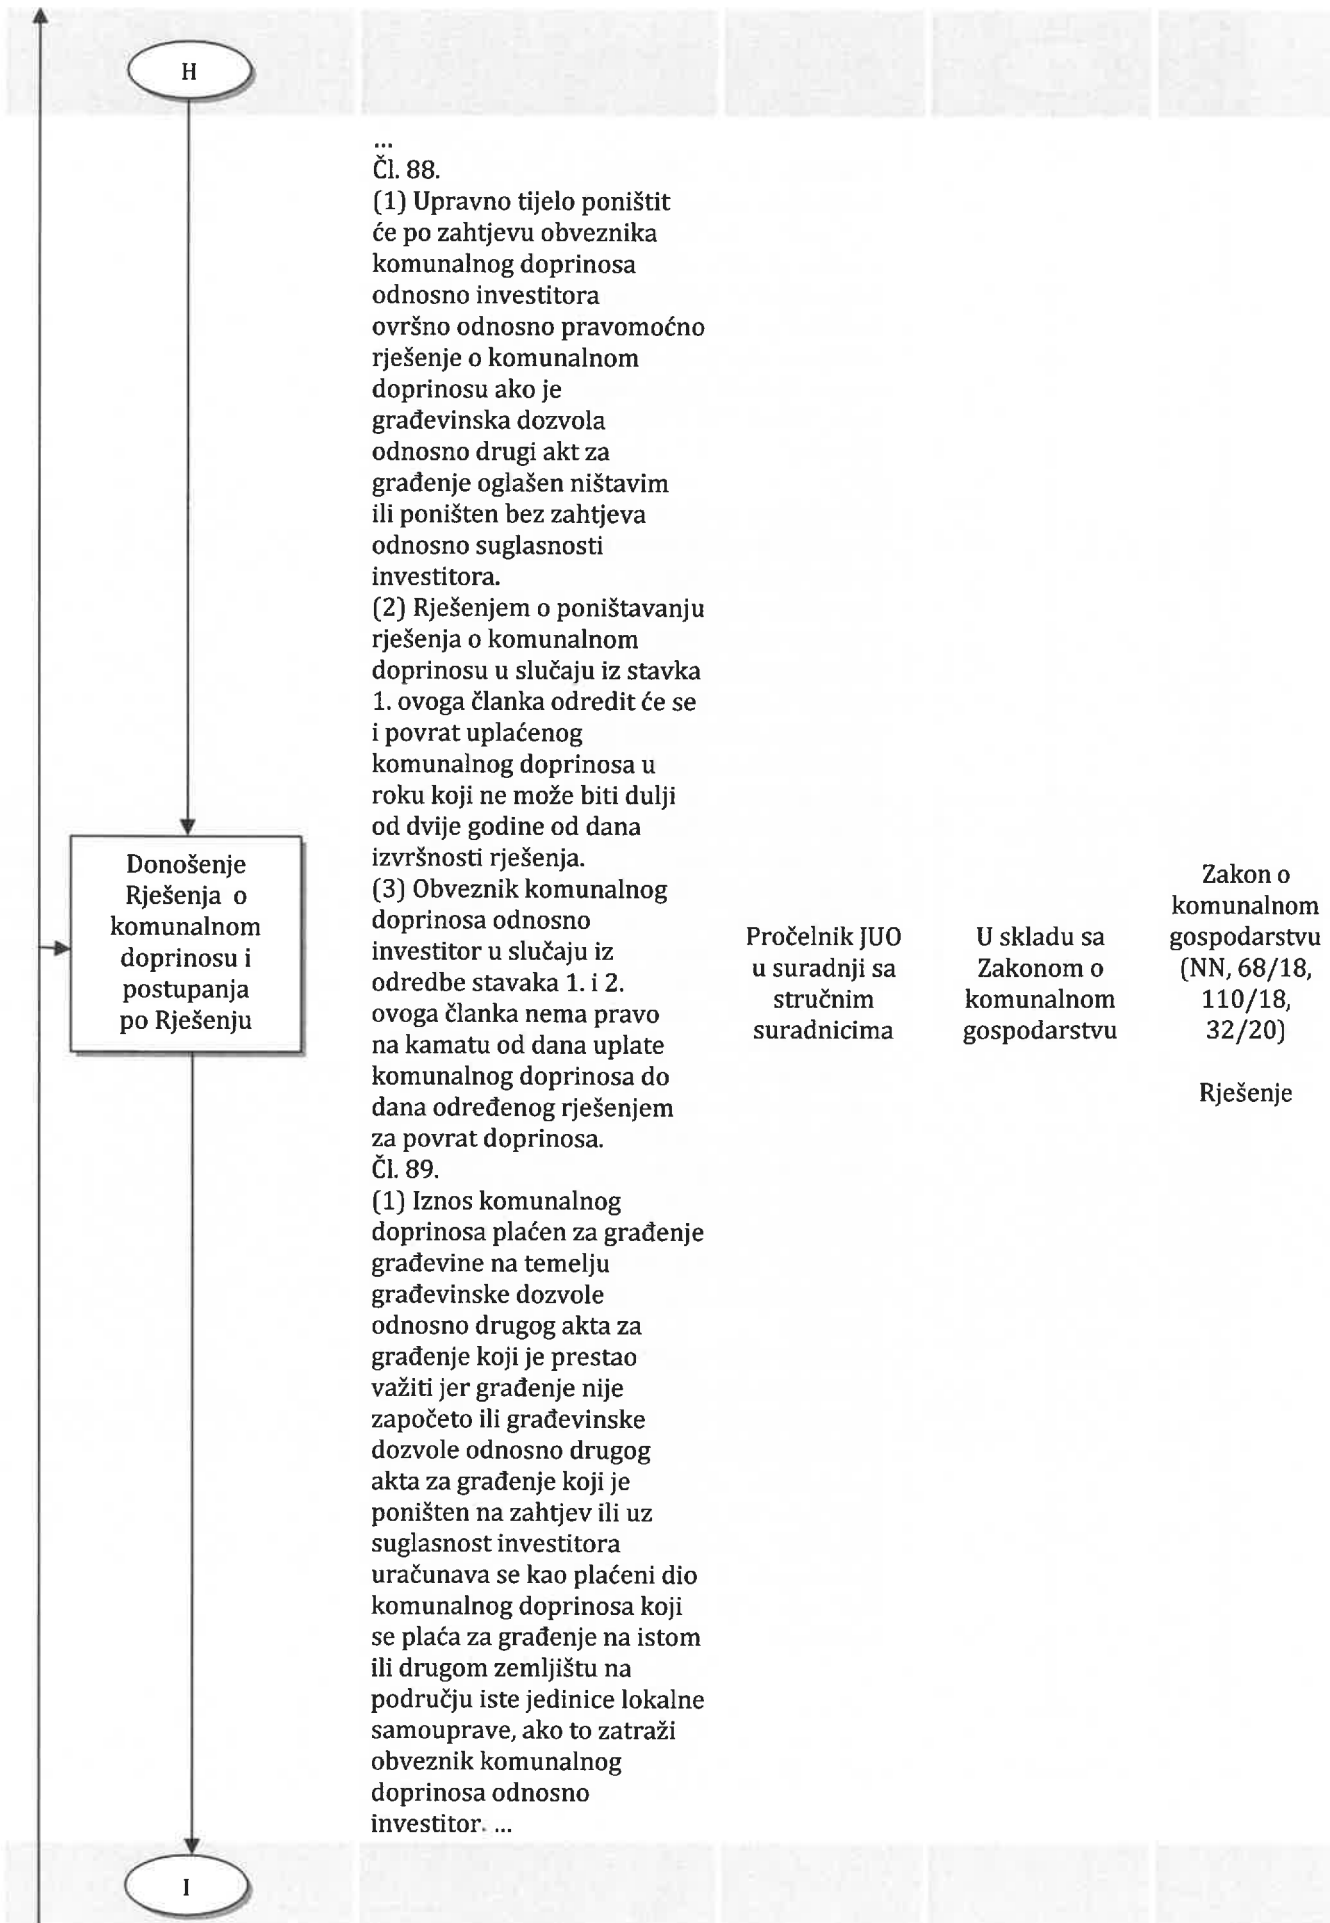 H
...
Čl. 88.
(1) Upravno tijelo poništit
će po zahtjevu obveznika
komunalnog doprinosa
odnosno investitora
ovršno odnosno pravomoćno
rješenje o komunalnom
doprinosu ako je
građevinska dozvola
odnosno drugi akt za
građenje oglašen ništavim
ili poništen bez zahtjeva
odnosno suglasnosti
investitora.
(2) Rješenjem o poništavanju
rješenja o komunalnom
doprinosu u slučaju iz stavka
1. ovoga članka odredit će se
i povrat uplaćenog
komunalnog doprinosa u
roku koji ne može biti dulji
od dvije godine od dana
izvršnosti rješenja.
(3) Obveznik komunalnog
doprinosa odnosno
investitor u slučaju iz
odredbe stavaka 1. i 2.
ovoga članka nema pravo
na kamatu od dana uplate
komunalnog doprinosa do
dana određenog rješenjem
za povrat doprinosa.
Čl. 89.
(1) Iznos komunalnog
doprinosa plaćen za građenje
građevine na temelju
građevinske dozvole
odnosno drugog akta za
građenje koji je prestao
važiti jer građenje nije
započeto ili građevinske
dozvole odnosno drugog
akta za građenje koji je
poništen na zahtjev ili uz
suglasnost investitora
uračunava se kao plaćeni dio
komunalnog doprinosa koji
se plaća za građenje na istom
ili drugom zemljištu na
području iste jedinice lokalne
samouprave, ako to zatraži
obveznik komunalnog
doprinosa odnosno
investitor. ...
Donošenje
Rješenja o
komunalnom
doprinosu i
postupanja
po Rješenju
Pročelnik JUO
u suradnji sa
stručnim
suradnicima
U skladu sa
Zakonom o
komunalnom
gospodarstvu
Zakon o
komunalnom
gospodarstvu
(NN, 68/18,
110/18,
32/20)
Rješenje
I